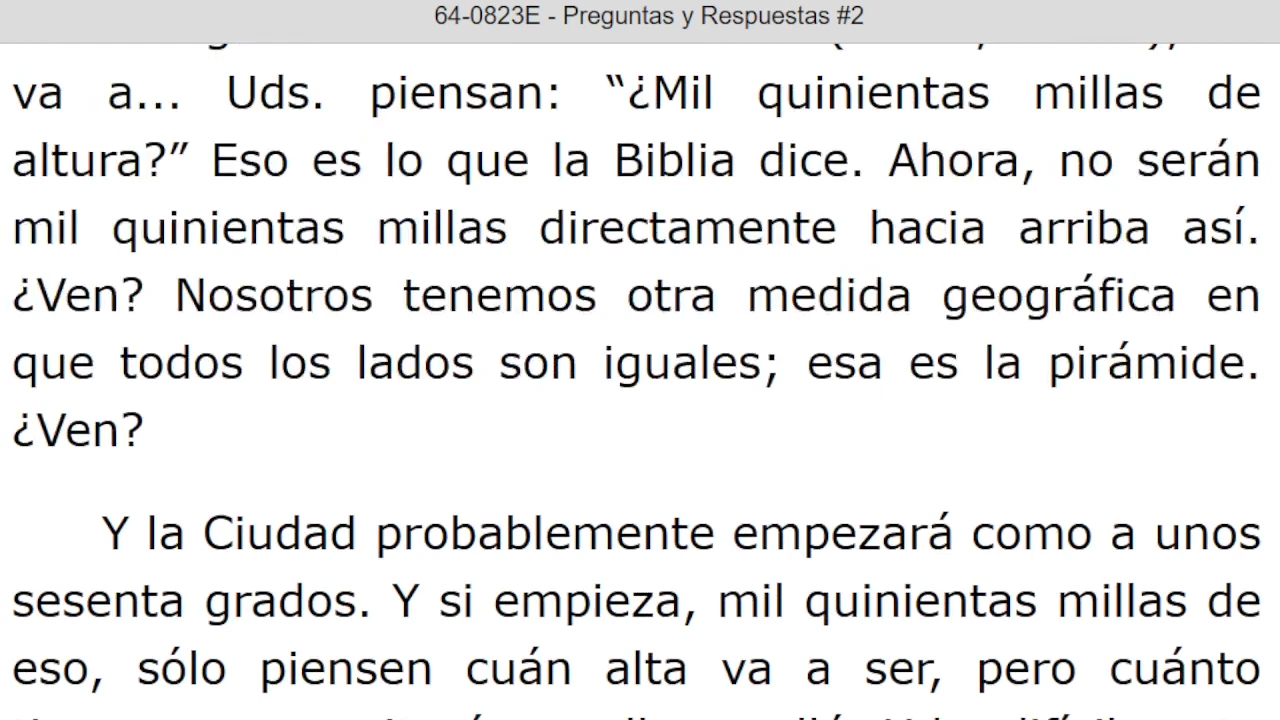 64-0823E - Preguntas y Respuestas #2
va a... Uds. piensan: “¿Mil quinientas millas de
altura?” Eso es lo que la Biblia dice. Ahora, no serán
mil quinientas millas directamente hacia arriba así.
¿Ven? Nosotros tenemos otra medida geográfica en
que todos los lados son iguales; esa es la pirámide.
¿Ven?
Y la Ciudad probablemente empezará como a unos
sesenta grados. Y si empieza, mil quinientas millas de
eso, sólo piensen cuán alta va a ser, pero cuánto